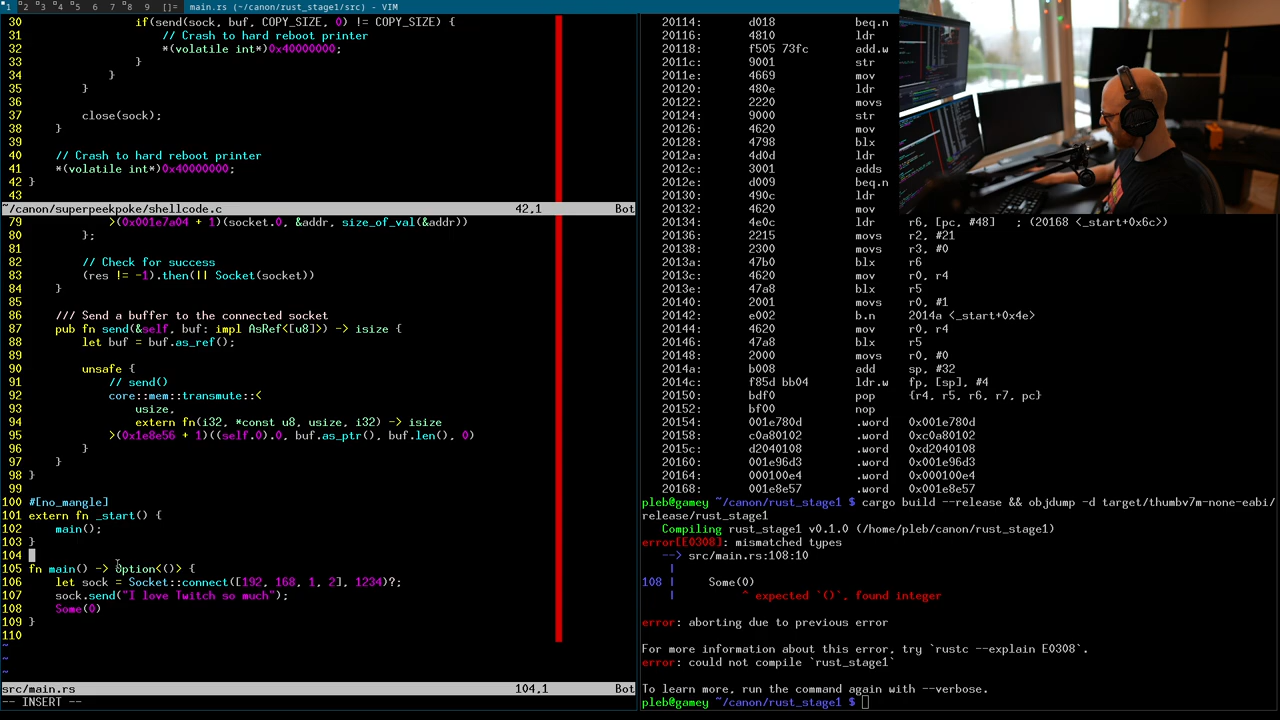 1 2 3 4 5 6 7 8 9 []= main.rs (~/canon/rust_stage1/src) - VIM
30 if(send(sock, buf, COPY_SIZE, 0) != COPY_SIZE) {
31 // Crash to hard reboot printer
32 *(volatile int*)0x40000000;
33 }
34 }
35 }
36
37 close(sock);
38 }
39
40 // Crash to hard reboot printer
41 *(volatile int*)0x40000000;
42 }
43
~/canon/superpeekpoke/shellcode.c 42,1 Bot
79 >(0x001e7a04 + 1)(socket.0, &addr, size_of_val(&addr))
80 };
81
82 // Check for success
83 (res != -1).then(|| Socket(socket))
84 }
85
86 /// Send a buffer to the connected socket
87 pub fn send(&self, buf: impl AsRef<[u8]>) -> isize {
88 let buf = buf.as_ref();
89
90 unsafe {
91 // send()
92 core::mem::transmute::<
93 usize,
94 extern fn(i32, *const u8, usize, i32) -> isize
95 >(0x1e8e56 + 1)((self.0).0, buf.as_ptr(), buf.len(), 0)
96 }
97 }
98 }
99
100 #[no_mangle]
101 extern fn _start() {
102 main();
103 }
104
105 fn main() -> Option<()> {
106 let sock = Socket::connect([192, 168, 1, 2], 1234)?;
107 sock.send("I love Twitch so much");
108 Some(0)
109 }
110
~
~
~
src/main.rs 104,1 Bot
-- INSERT --
20114: d018 beq.n
20116: 4810 ldr
20118: f505 73fc add.w
2011c: 9001 str
2011e: 4669 mov
20120: 480e ldr
20122: 2220 movs
20124: 9000 str
20126: 4620 mov
20128: 4798 blx
2012a: 4d0d ldr
2012c: 3001 adds
2012e: d009 beq.n
20130: 490c ldr
20132: 4620 mov
20134: 4e0c ldr r6, [pc, #48] ; (20168 <_start+0x6c>)
20136: 2215 movs r2, #21
20138: 2300 movs r3, #0
2013a: 47b0 blx r6
2013c: 4620 mov r0, r4
2013e: 47a8 blx r5
20140: 2001 movs r0, #1
20142: e002 b.n 2014a <_start+0x4e>
20144: 4620 mov r0, r4
20146: 47a8 blx r5
20148: 2000 movs r0, #0
2014a: b008 add sp, #32
2014c: f85d bb04 ldr.w fp, [sp], #4
20150: bdf0 pop {r4, r5, r6, r7, pc}
20152: bf00 nop
20154: 001e780d .word 0x001e780d
20158: c0a80102 .word 0xc0a80102
2015c: d2040108 .word 0xd2040108
20160: 001e96d3 .word 0x001e96d3
20164: 000100e4 .word 0x000100e4
20168: 001e8e57 .word 0x001e8e57
pleb@gamey ~/canon/rust_stage1 $ cargo build --release && objdump -d target/thumbv7m-none-eabi/
release/rust_stage1
Compiling rust_stage1 v0.1.0 (/home/pleb/canon/rust_stage1)
error[E0308]: mismatched types
--> src/main.rs:108:10
|
108 | Some(0)
| ^ expected `()`, found integer
error: aborting due to previous error
For more information about this error, try `rustc --explain E0308`.
error: could not compile `rust_stage1`
To learn more, run the command again with --verbose.
pleb@gamey ~/canon/rust_stage1 $